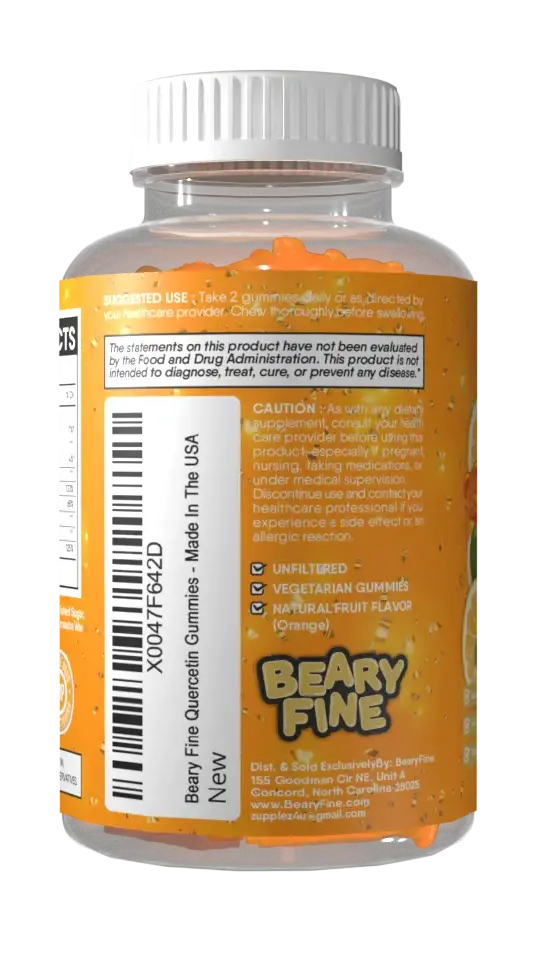 SUGGESTED USE : Take 2 gummies daily or as directed by
your healthcare provider. Chew thoroughly before swallowing.
The statements on this product have not been evaluated
by the Food and Drug Administration. This product is not
intended to diagnose, treat, cure, or prevent any disease.*
CAUTION : As with any dietary
supplement, consult your health
care provider before using this
product, especially if pregnant,
nursing, taking medications, or
under medical supervision.
Discontinue use and contact your
healthcare professional if you
experience a side effect or an
allergic reaction.
UNFILTERED
VEGETARIAN GUMMIES
NATURAL FRUIT FLAVOR
(Orange)
BEARY
FINE
Dist. & Sold Exclusively By: BearyFine
155 Goodman Cir NE, Unit A
Concord, North Carolina 28025
www.BearyFine.com
X0047F642D
Beary Fine Quercetin Gummies - Made In The USA
New
CTS